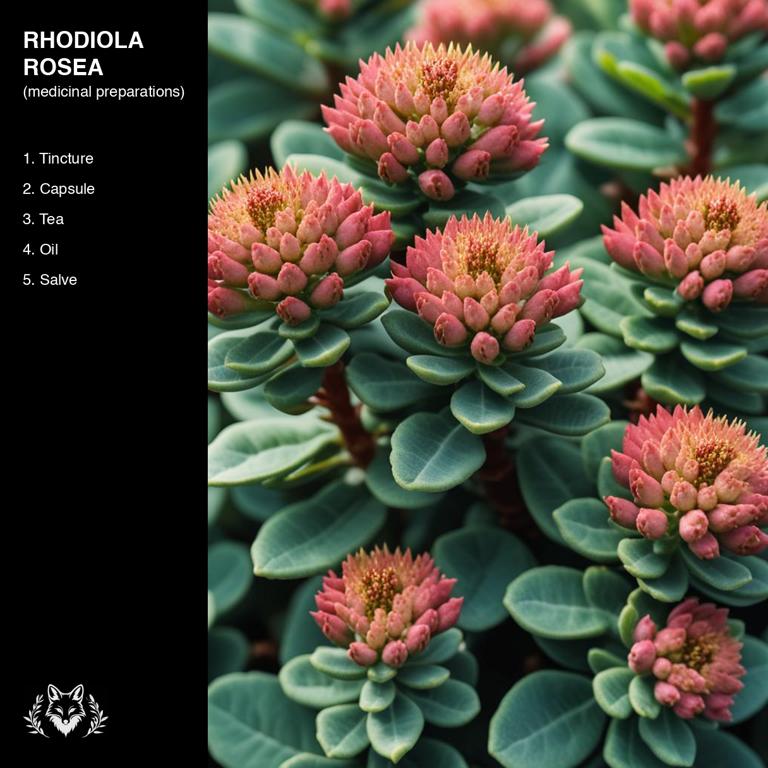 RHODIOLA
ROSEA
(medicinal preparations)
1. Tincture
2. Capsule
3. Tea
4. Oil
5. Salve